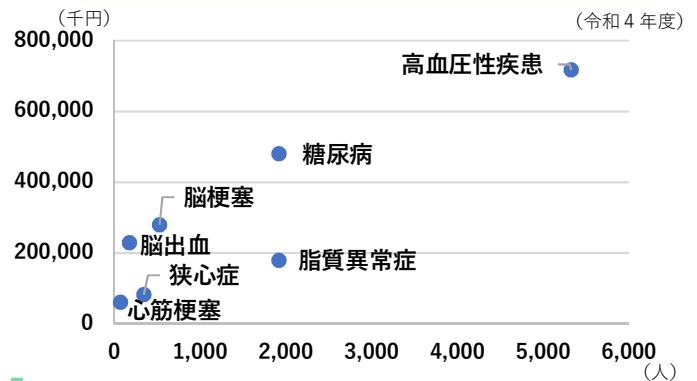 （千円）
（令和４年度）
800,000
高血圧性疾患
600,000
糖尿病
400,000
脳梗塞
脳出血
200,000
脂質異常症
狭心症
心筋梗塞
0
0 1,000 2,000 3,000 4,000 5,000 6,000
（人）